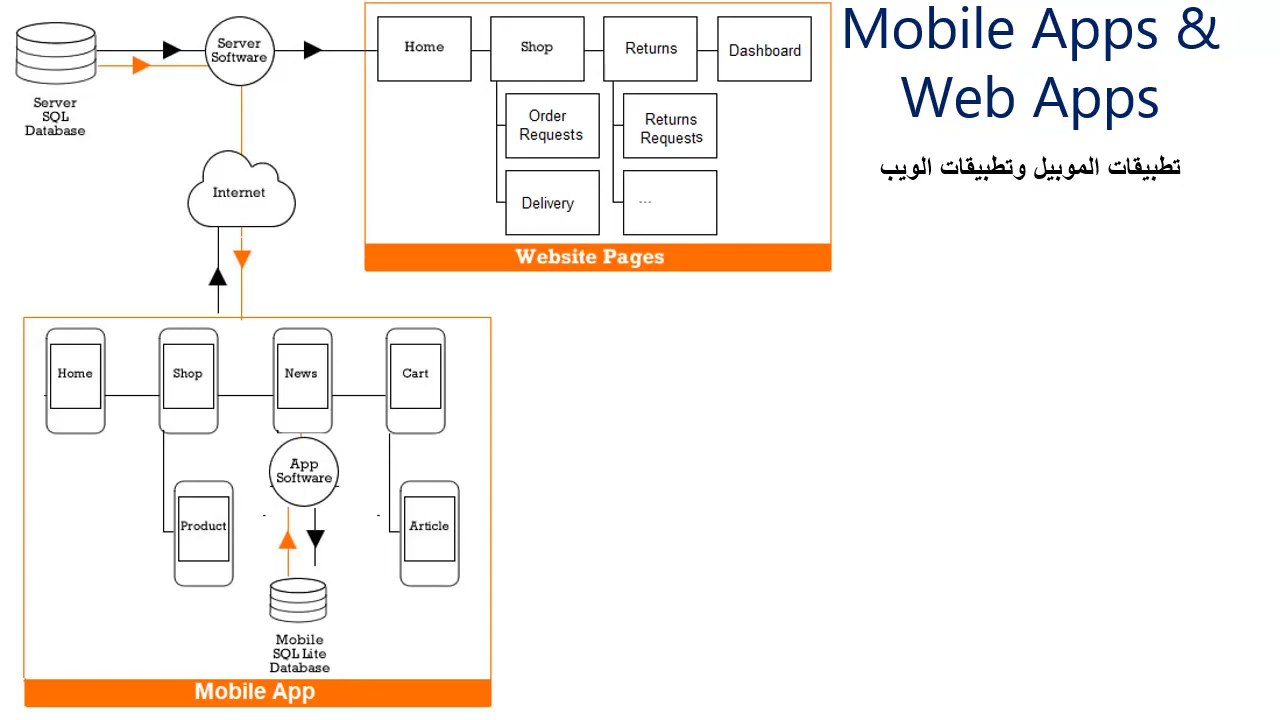 Mobile Apps &
Web Apps
تطبيقات الموبيل وتطبيقات الويب
Server
SQL
Database
Server
Software
Internet
Home
Shop
Returns
Dashboard
Order
Requests
Returns
Requests
Delivery
...
Website Pages
Home
Shop
News
Cart
App
Software
Product
Article
Mobile
SQL Lite
Database
Mobile App